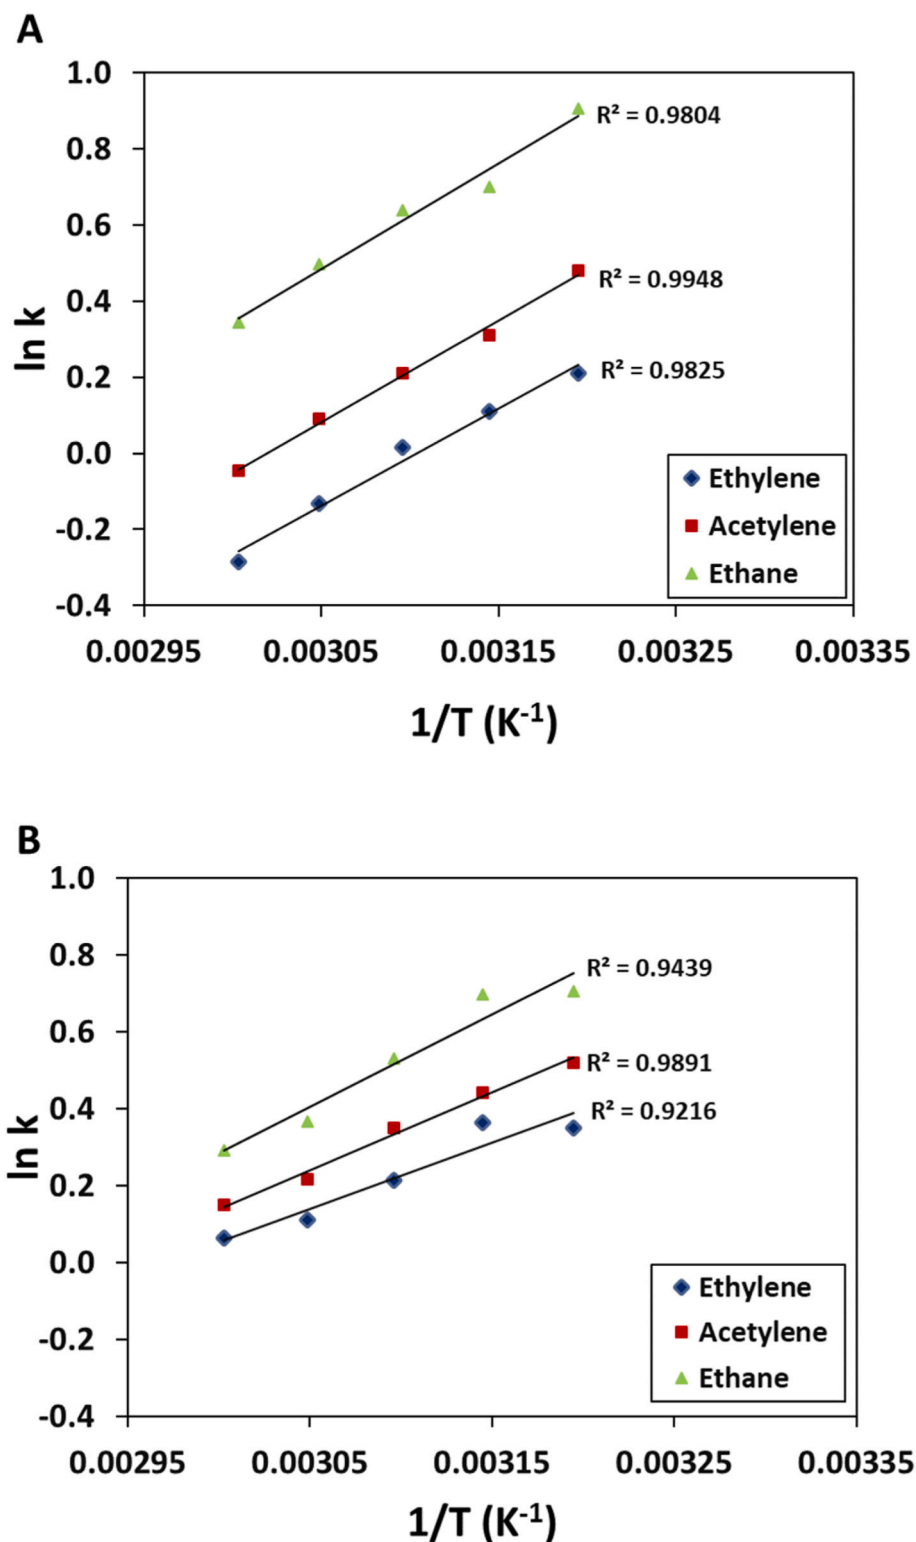 A
1.0
R² = 0.9804
0.8
0.6
0.4
R² = 0.9948
ln k
0.2
R² = 0.9825
0.0
Ethylene
-0.2
Acetylene
Ethane
-0.4
0.00295 0.00305 0.00315 0.00325 0.00335
1/T (K⁻¹)
B
1.0
0.8
R² = 0.9439
0.6
R² = 0.9891
0.4
R² = 0.9216
ln k
0.2
0.0
Ethylene
-0.2
Acetylene
Ethane
-0.4
0.00295 0.00305 0.00315 0.00325 0.00335
1/T (K⁻¹)